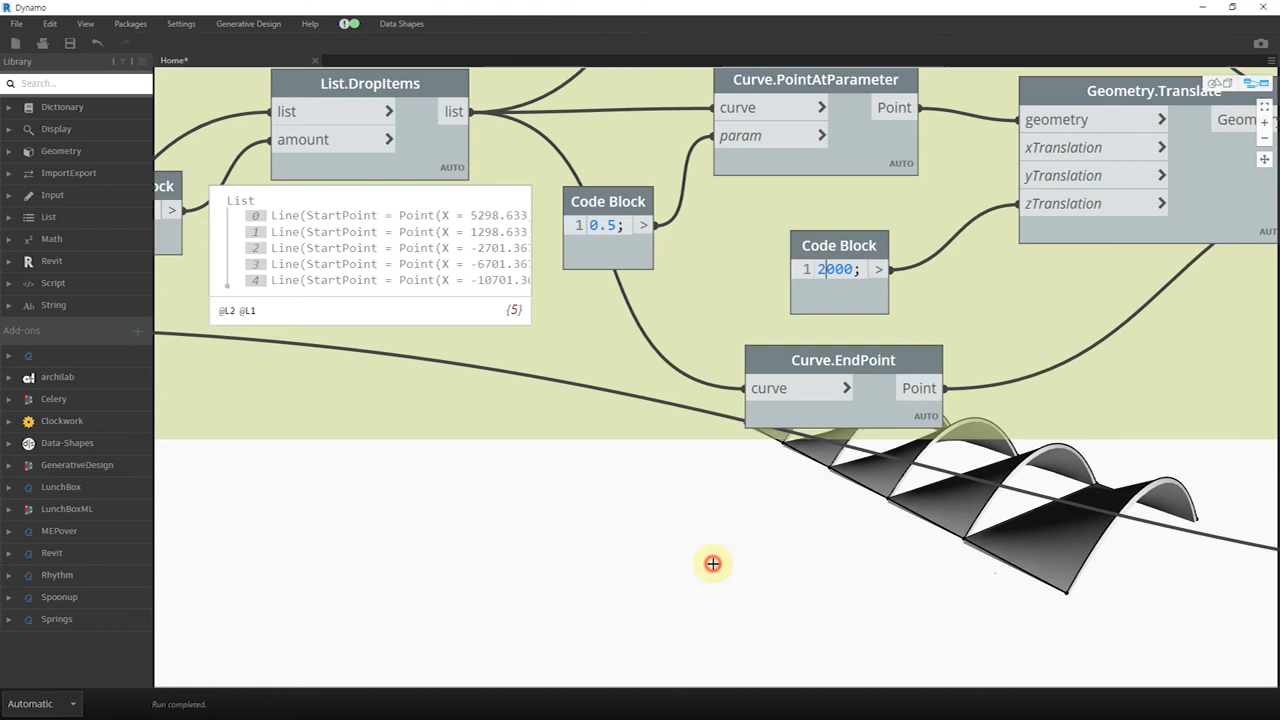 Dynamo
File Edit View Packages Settings Generative Design Help Data Shapes
Library
Home*
Search...
Dictionary
Display
Geometry
ImportExport
Input
List
Math
Revit
Script
String
Add-ons
archilab
Celery
Clockwork
Data-Shapes
GenerativeDesign
LunchBox
LunchBoxML
MEPover
Revit
Rhythm
Spoonup
Springs
List.DropItems
list > list
amount >
AUTO
ock
>
List
0 Line(StartPoint = Point(X = 5298.633
1 Line(StartPoint = Point(X = 1298.633
2 Line(StartPoint = Point(X = -2701.367
3 Line(StartPoint = Point(X = -6701.367
4 Line(StartPoint = Point(X = -10701.3
@L2 @L1 {5}
Code Block
1 0.5; >
Curve.PointAtParameter
curve > Point
param >
AUTO
Code Block
1 2000; >
Curve.EndPoint
curve > Point
AUTO
Geometry.Translate
geometry > Geom
xTranslation >
yTranslation >
zTranslation >
AUT
Automatic
Run completed.